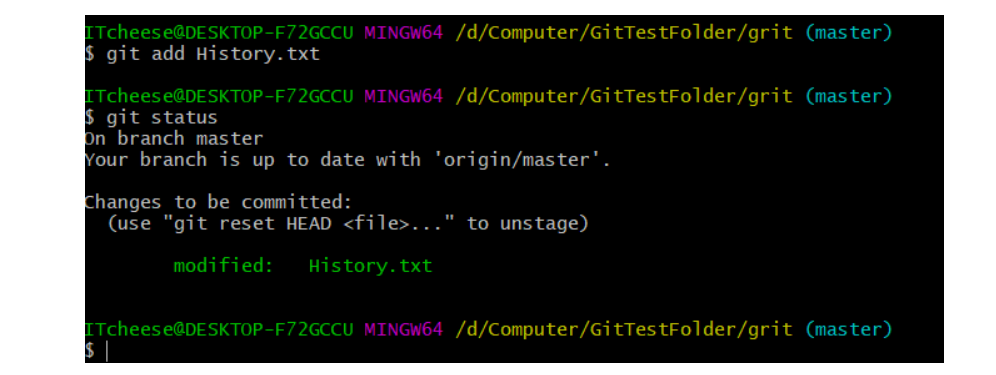 ITcheese@DESKTOP-F72GCCU MINGW64 /d/Computer/GitTestFolder/grit (master)
$ git add History.txt
ITcheese@DESKTOP-F72GCCU MINGW64 /d/Computer/GitTestFolder/grit (master)
$ git status
On branch master
Your branch is up to date with 'origin/master'.
Changes to be committed:
  (use "git reset HEAD <file>..." to unstage)
        modified:   History.txt
ITcheese@DESKTOP-F72GCCU MINGW64 /d/Computer/GitTestFolder/grit (master)
$